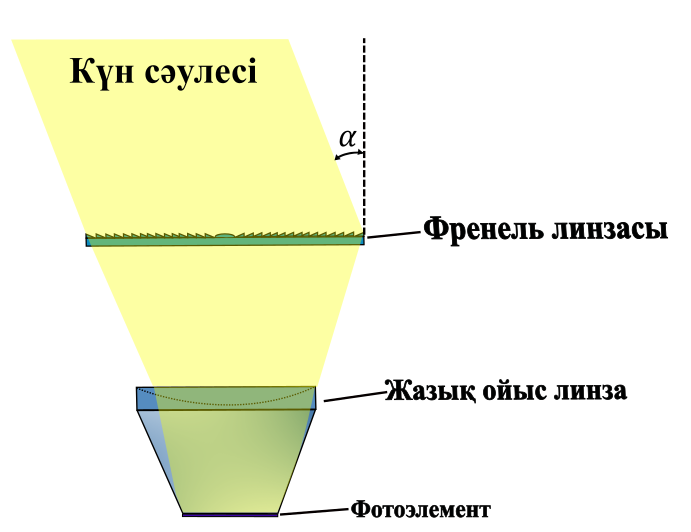 Күн сәулесі
α
Френель линзасы
Жазық ойыс линза
Фотоэлемент